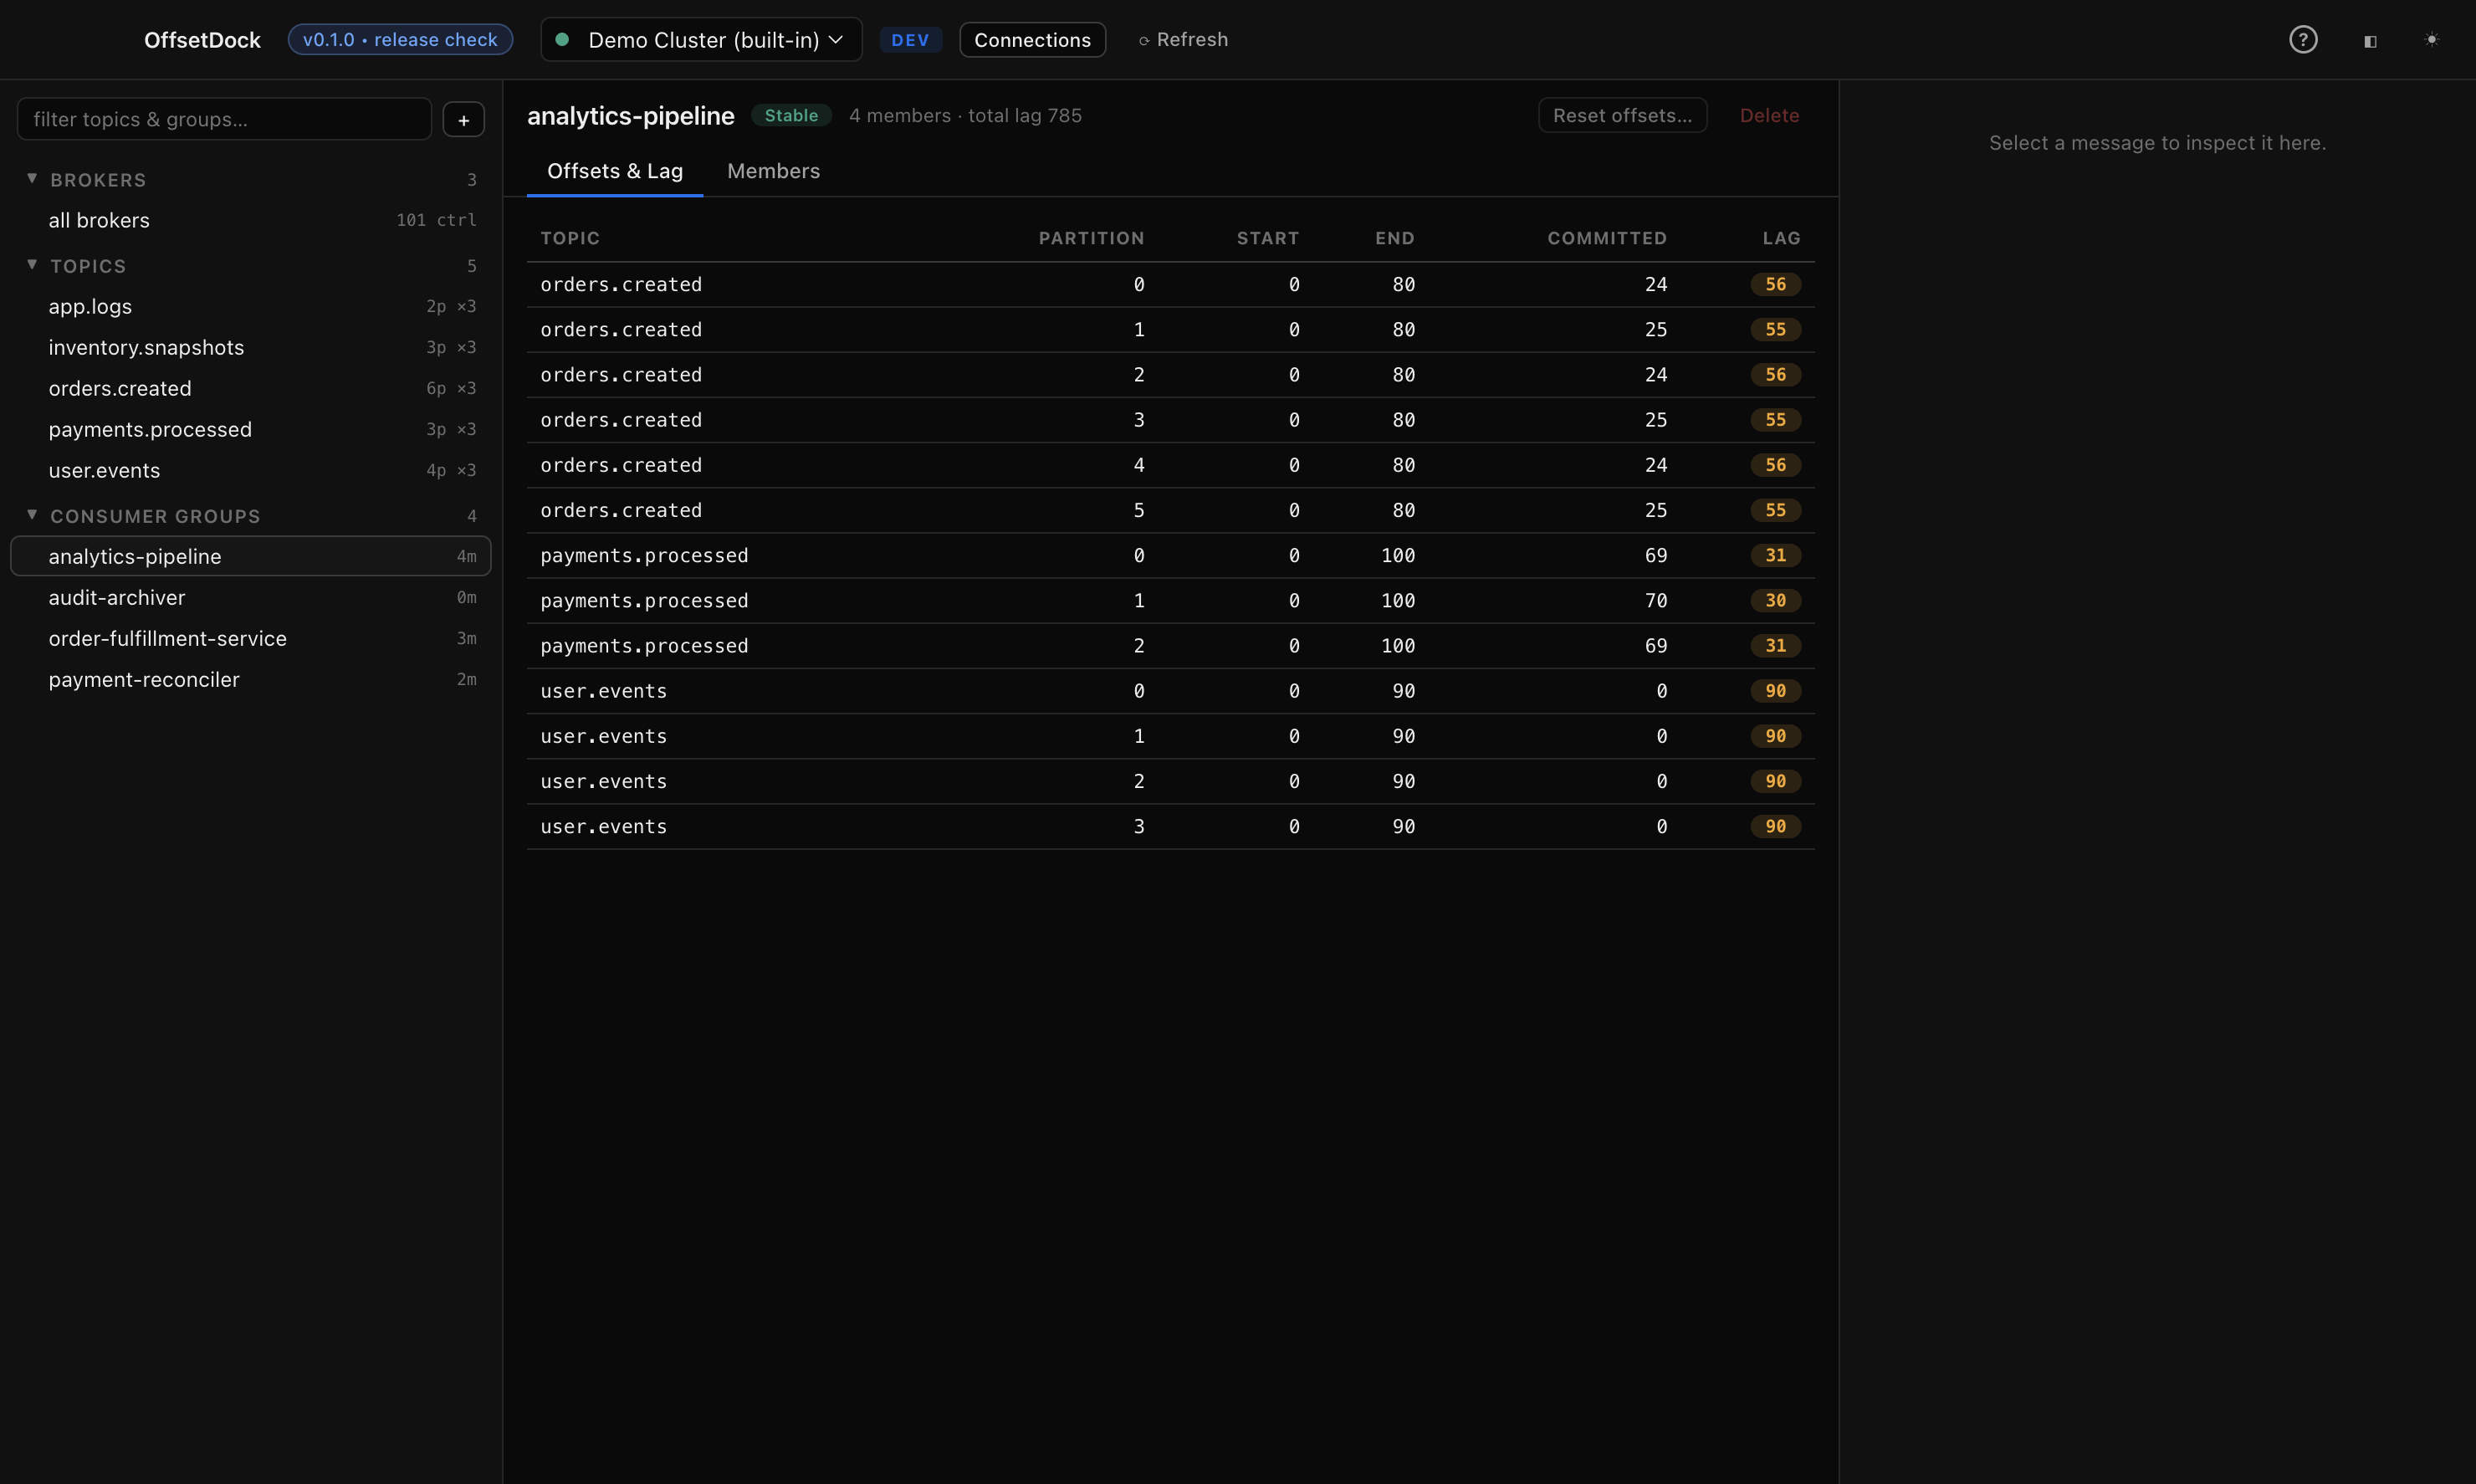 OffsetDock v0.1.0 • release check Demo Cluster (built-in) DEV Connections ⟳ Refresh ?
filter topics & groups... +
▼ BROKERS 3
all brokers 101 ctrl
▼ TOPICS 5
app.logs 2p ×3
inventory.snapshots 3p ×3
orders.created 6p ×3
payments.processed 3p ×3
user.events 4p ×3
▼ CONSUMER GROUPS 4
analytics-pipeline 4m
audit-archiver 0m
order-fulfillment-service 3m
payment-reconciler 2m
analytics-pipeline Stable 4 members · total lag 785 Reset offsets... Delete
Offsets & Lag Members
TOPIC PARTITION START END COMMITTED LAG
orders.created 0 0 80 24 56
orders.created 1 0 80 25 55
orders.created 2 0 80 24 56
orders.created 3 0 80 25 55
orders.created 4 0 80 24 56
orders.created 5 0 80 25 55
payments.processed 0 0 100 69 31
payments.processed 1 0 100 70 30
payments.processed 2 0 100 69 31
user.events 0 0 90 0 90
user.events 1 0 90 0 90
user.events 2 0 90 0 90
user.events 3 0 90 0 90
Select a message to inspect it here.